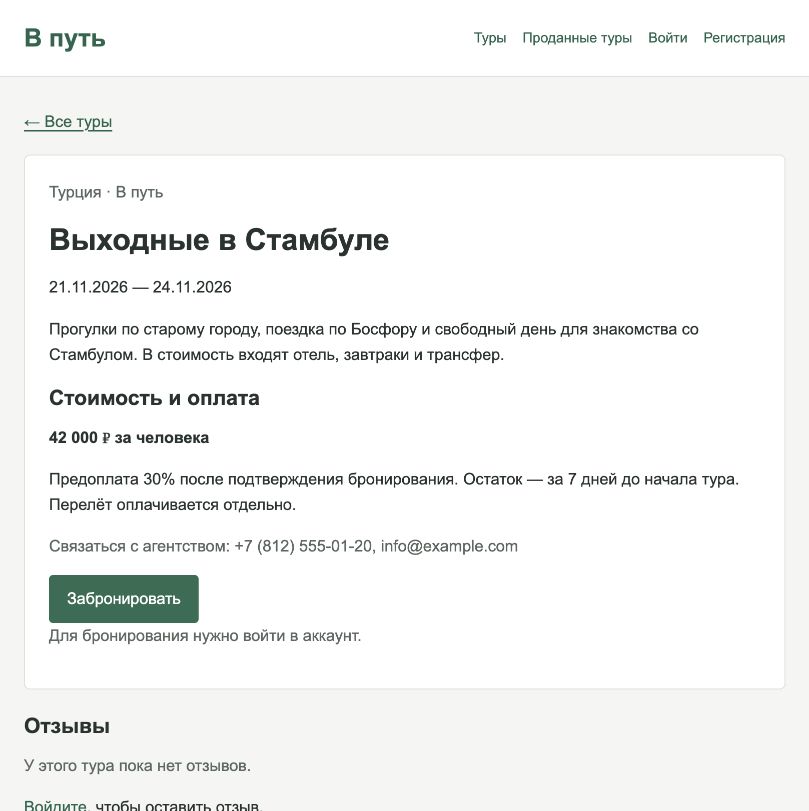 В путь
Туры Проданные туры Войти Регистрация
← Все туры
Турция · В путь
Выходные в Стамбуле
21.11.2026 — 24.11.2026
Прогулки по старому городу, поездка по Босфору и свободный день для знакомства со
Стамбулом. В стоимость входят отель, завтраки и трансфер.
Стоимость и оплата
42 000 ₽ за человека
Предоплата 30% после подтверждения бронирования. Остаток — за 7 дней до начала тура.
Перелёт оплачивается отдельно.
Связаться с агентством: +7 (812) 555-01-20, info@example.com
Забронировать
Для бронирования нужно войти в аккаунт.
Отзывы
У этого тура пока нет отзывов.
Войдите, чтобы оставить отзыв.